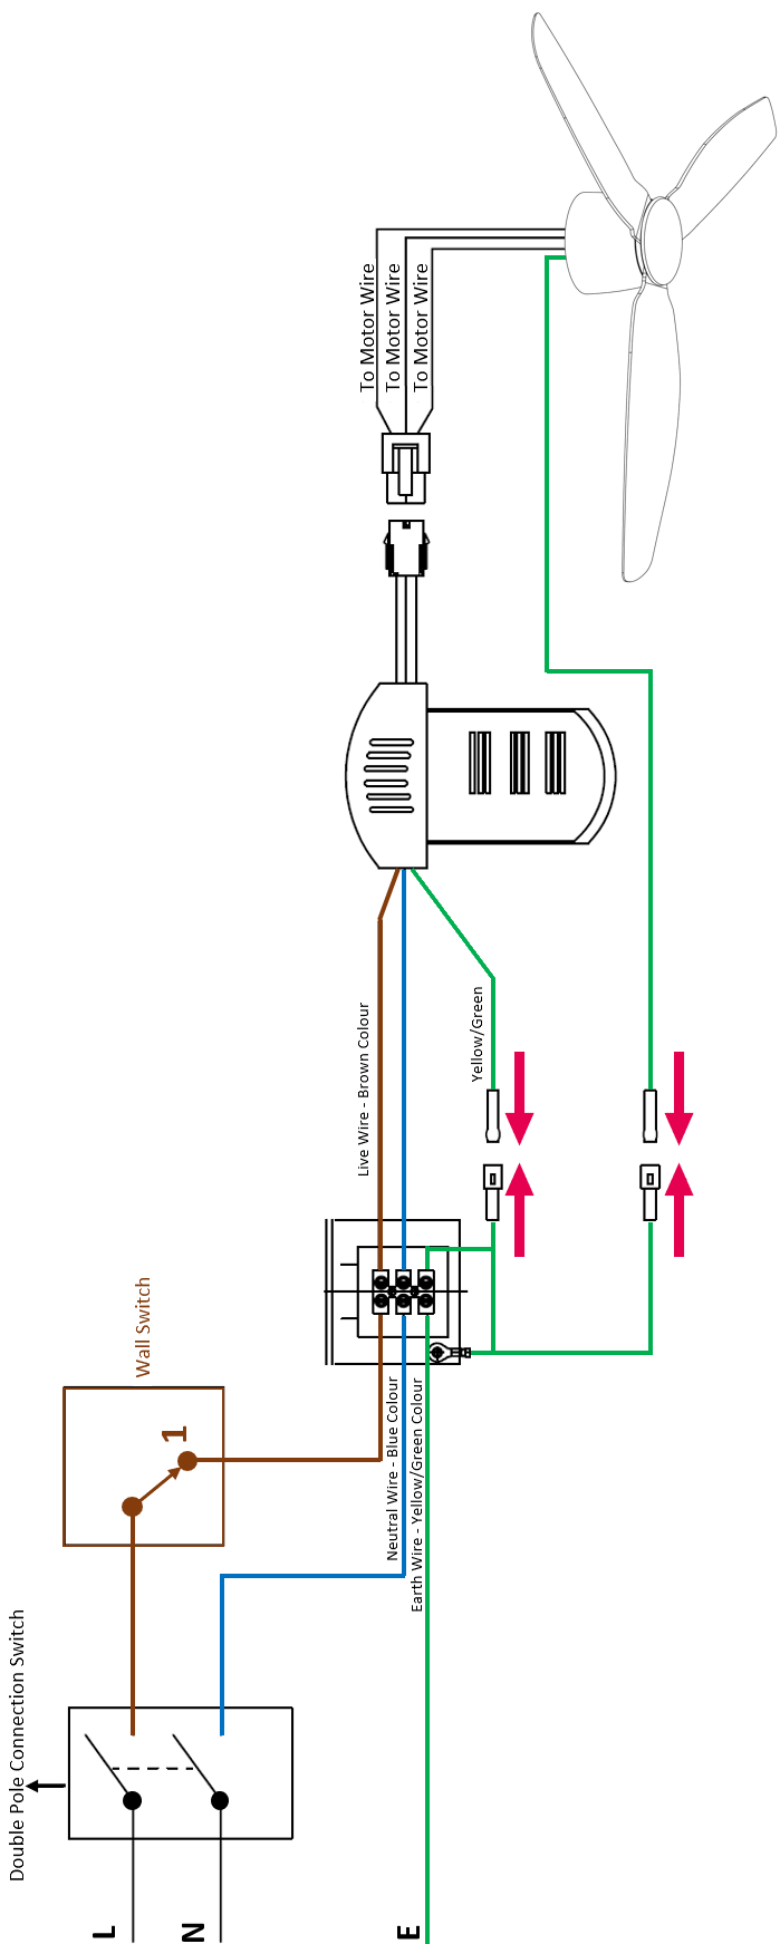 Double Pole Connection Switch
L
N
E
Wall Switch
1
Neutral Wire - Blue Colour
Earth Wire - Yellow/Green Colour
Live Wire - Brown Colour
Yellow/Green
To Motor Wire
To Motor Wire
To Motor Wire